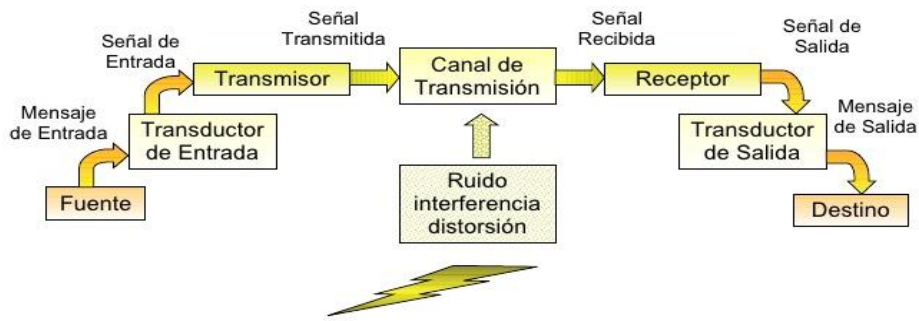 Fuente
Mensaje
de Entrada
Transductor
de Entrada
Señal de
Entrada
Transmisor
Señal
Transmitida
Canal de
Transmisión
Ruido
interferencia
distorsión
Señal
Recibida
Receptor
Señal de
Salida
Transductor
de Salida
Mensaje
de Salida
Destino